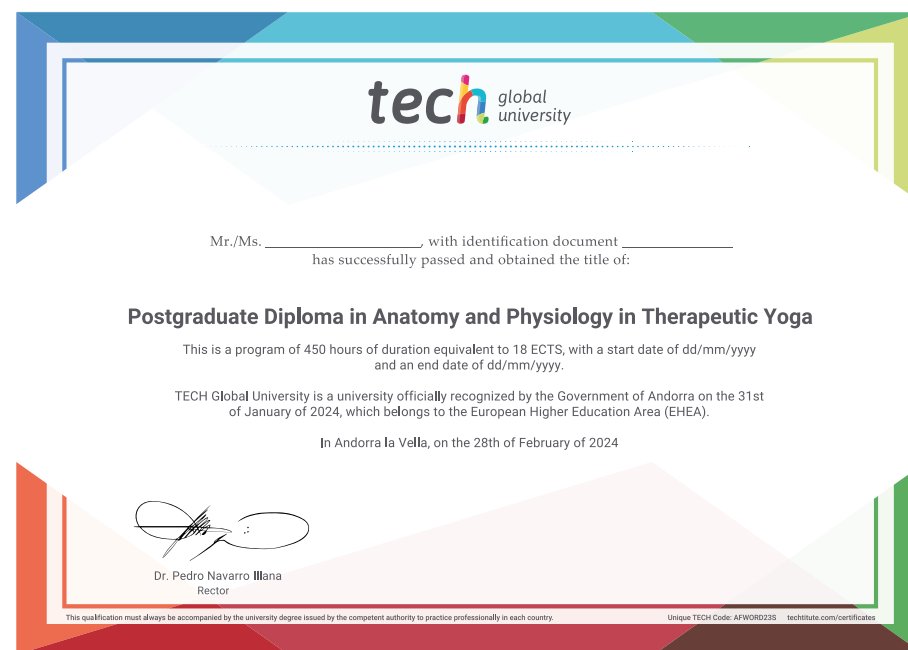 tech global
university
Mr./Ms. ____________________, with identification document ______________
has successfully passed and obtained the title of:
Postgraduate Diploma in Anatomy and Physiology in Therapeutic Yoga
This is a program of 450 hours of duration equivalent to 18 ECTS, with a start date of dd/mm/yyyy
and an end date of dd/mm/yyyy.
TECH Global University is a university officially recognized by the Government of Andorra on the 31st
of January of 2024, which belongs to the European Higher Education Area (EHEA).
In Andorra la Vella, on the 28th of February of 2024
Dr. Pedro Navarro Illana
Rector
This qualification must always be accompanied by the university degree issued by the competent authority to practice professionally in each country. Unique TECH Code: AFWORD23S techtitute.com/certificates